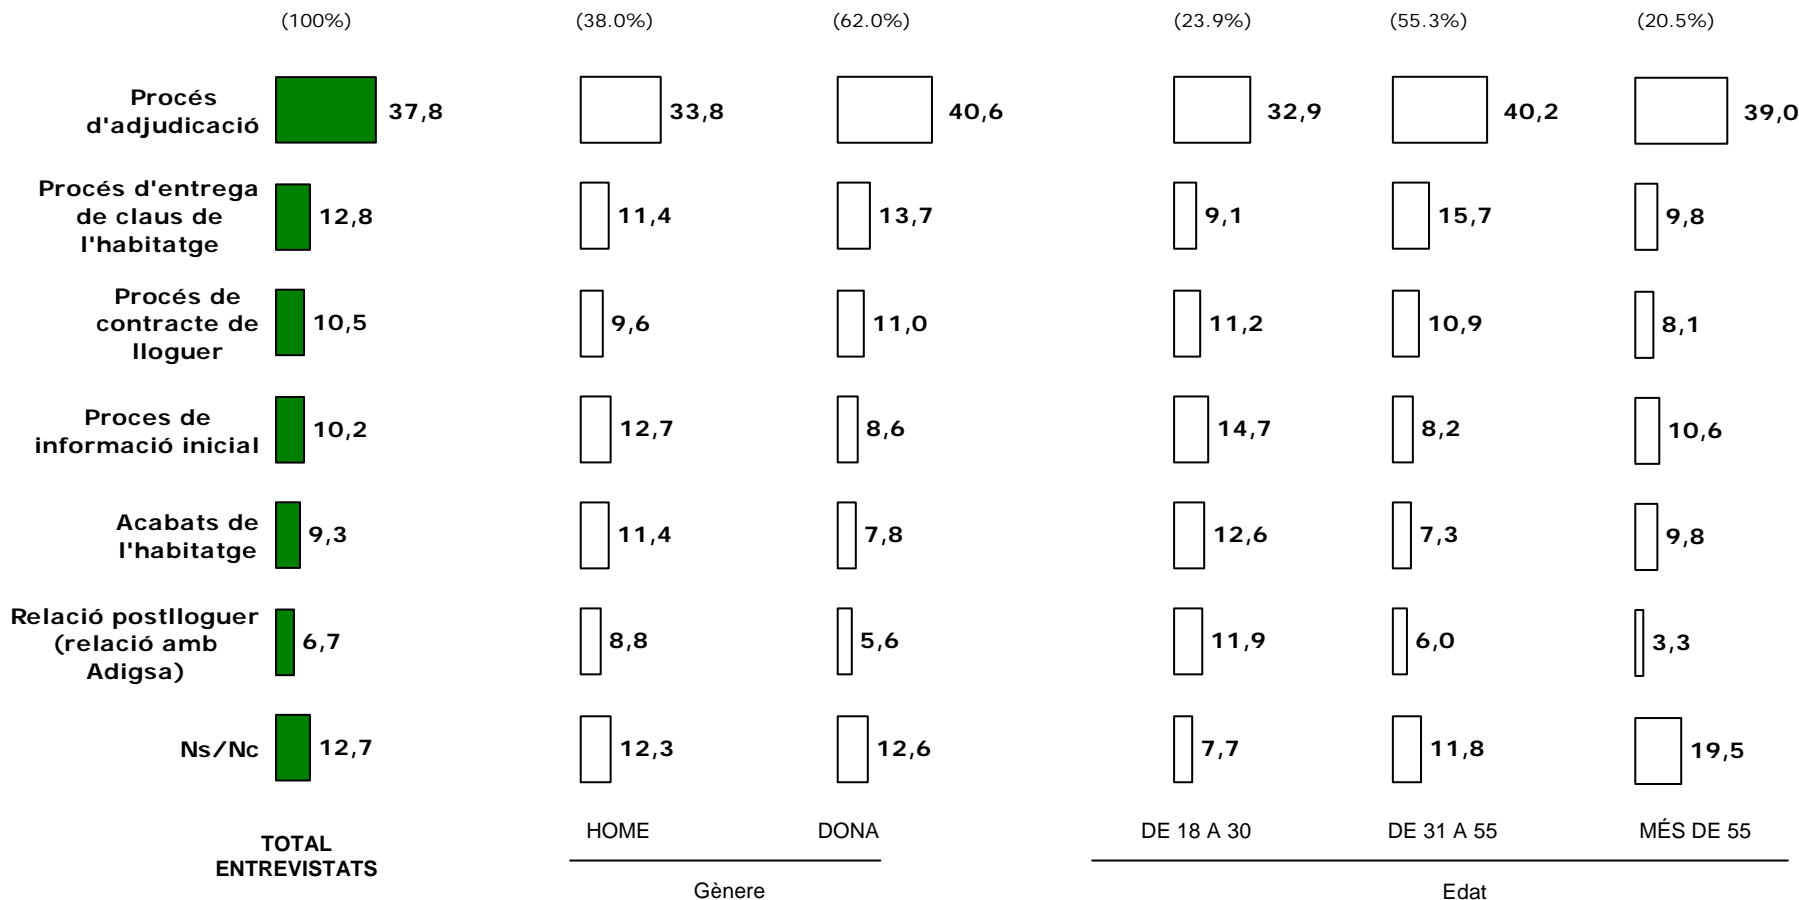 (100%) (38.0%) (62.0%) (23.9%) (55.3%) (20.5%)
Procés
d'adjudicació
37,8 33,8 40,6 32,9 40,2 39,0
Procés d'entrega
de claus de
l'habitatge
12,8 11,4 13,7 9,1 15,7 9,8
Procés de
contracte de
lloguer
10,5 9,6 11,0 11,2 10,9 8,1
Proces de
informació inicial
10,2 12,7 8,6 14,7 8,2 10,6
Acabats de
l'habitatge
9,3 11,4 7,8 12,6 7,3 9,8
Relació postlloguer
(relació amb
Adigsa)
6,7 8,8 5,6 11,9 6,0 3,3
Ns/Nc 12,7 12,3 12,6 7,7 11,8 19,5
TOTAL
ENTREVISTATS
HOME DONA DE 18 A 30 DE 31 A 55 MÉS DE 55
Gènere Edat